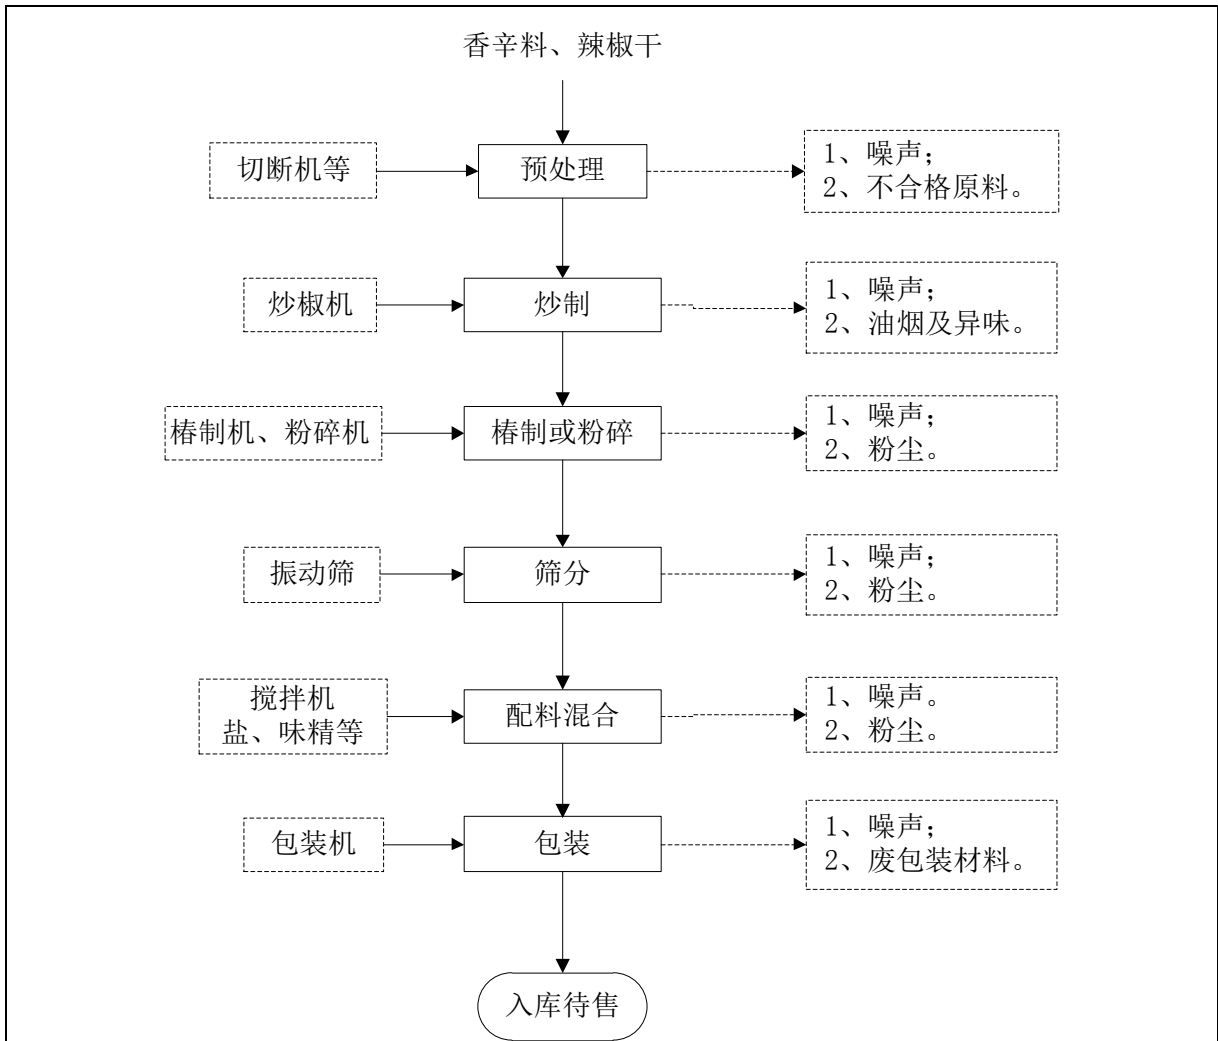 香辛料、辣椒干
切断机等
预处理
1、噪声；
2、不合格原料。
炒椒机
炒制
1、噪声；
2、油烟及异味。
椿制机、粉碎机
椿制或粉碎
1、噪声；
2、粉尘。
振动筛
筛分
1、噪声；
2、粉尘。
搅拌机
盐、味精等
配料混合
1、噪声。
2、粉尘。
包装机
包装
1、噪声；
2、废包装材料。
入库待售